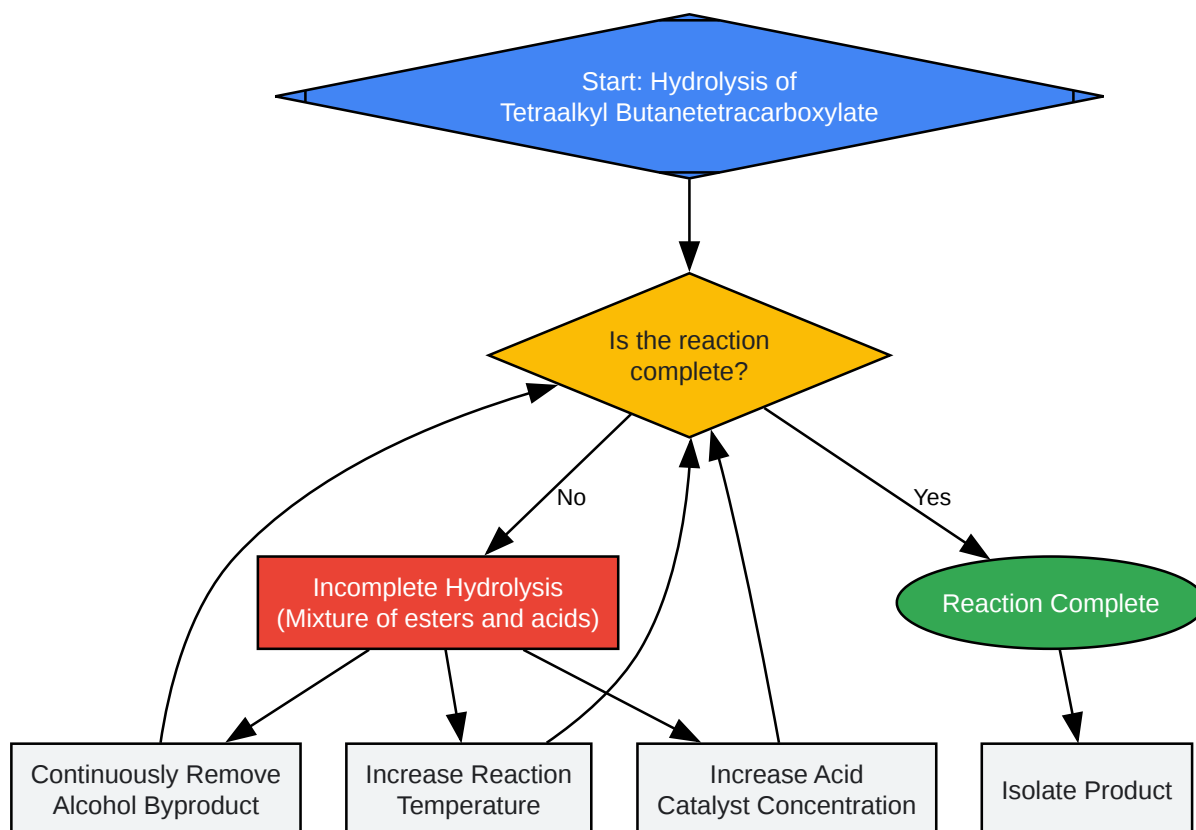 Start: Hydrolysis of
Tetraalkyl Butanetetracarboxylate
Is the reaction
complete?
No
Yes
Incomplete Hydrolysis
(Mixture of esters and acids)
Reaction Complete
Continuously Remove
Alcohol Byproduct
Increase Reaction
Temperature
Increase Acid
Catalyst Concentration
Isolate Product